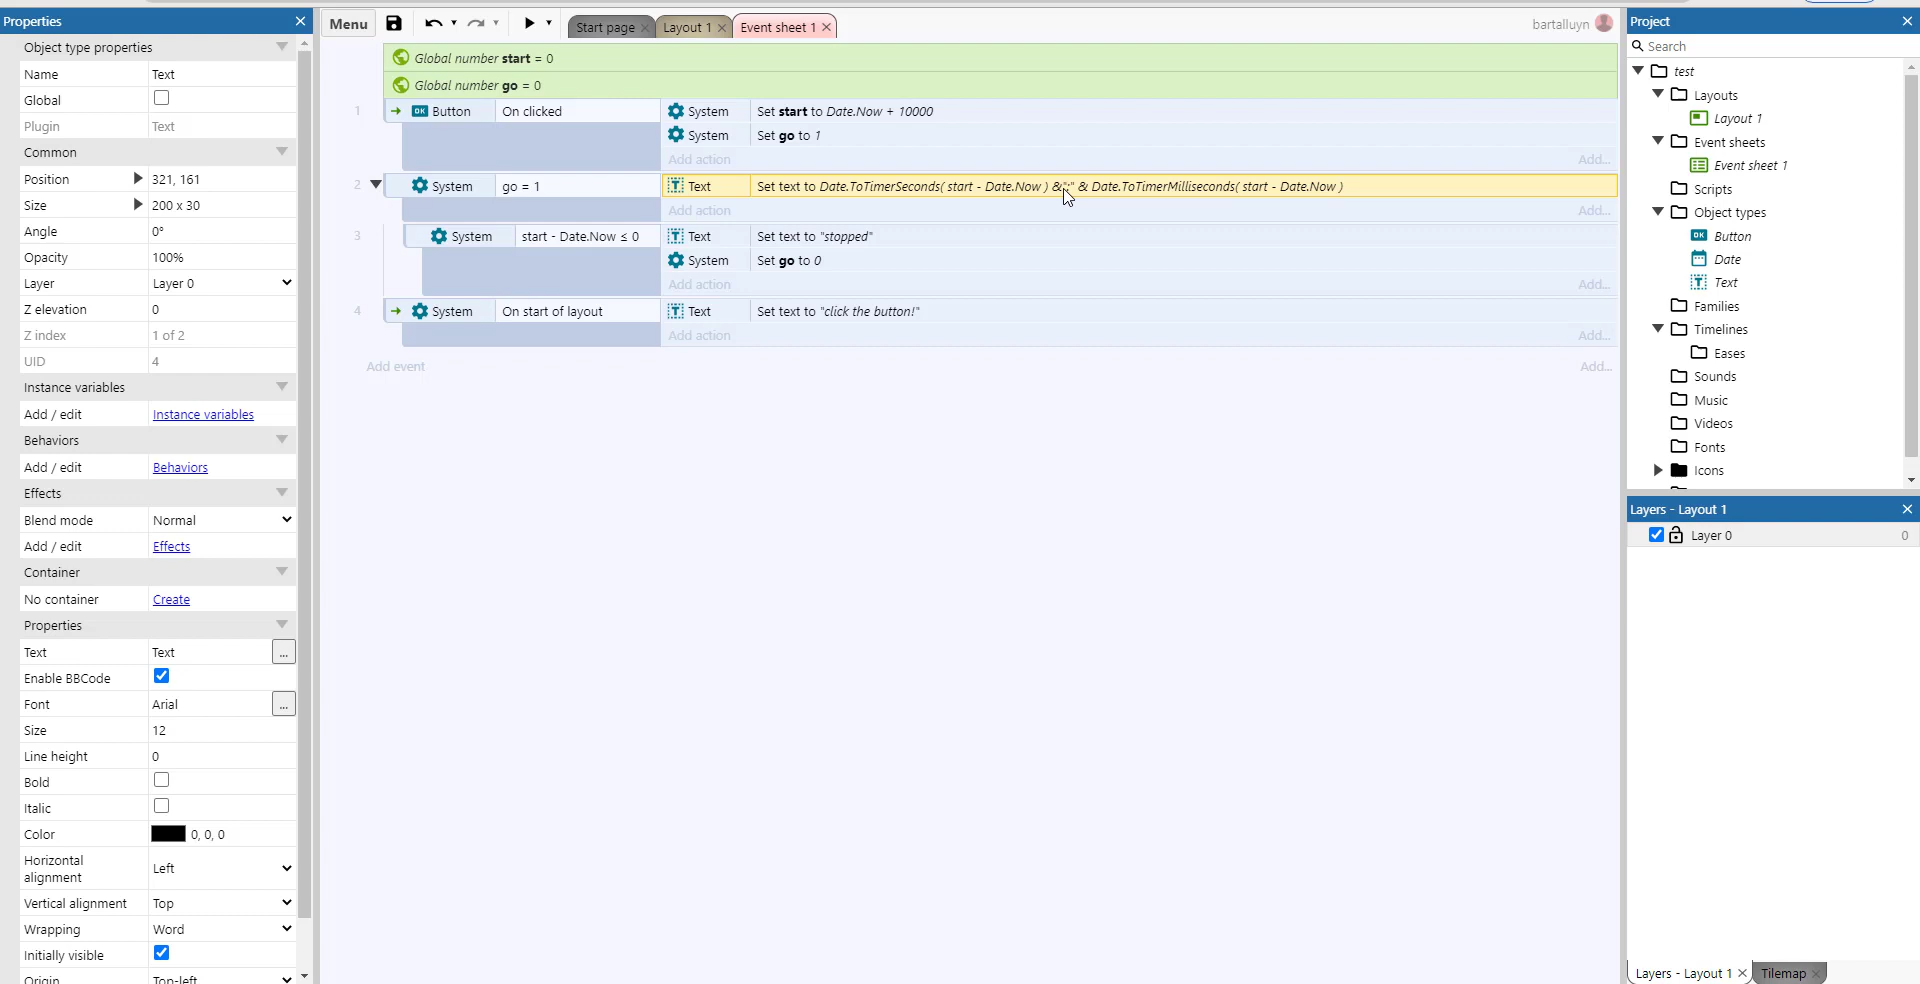 Properties
Object type properties
Name Text
Global
Plugin Text
Common
Position 321, 161
Size 200 x 30
Angle 0°
Opacity 100%
Layer Layer 0
Z elevation 0
Z index 1 of 2
UID 4
Instance variables
Add / edit Instance variables
Behaviors
Add / edit Behaviors
Effects
Blend mode Normal
Add / edit Effects
Container
No container Create
Properties
Text Text ...
Enable BBCode
Font Arial ...
Size 12
Line height 0
Bold
Italic
Color 0, 0, 0
Horizontal alignment Left
Vertical alignment Top
Wrapping Word
Initially visible
Origin Top-left
Menu Start page Layout 1 Event sheet 1 bartalluyn
Global number start = 0
Global number go = 0
1 Button On clicked System Set start to Date.Now + 10000
System Set go to 1
Add action Add...
2 System go = 1 Text Set text to Date.ToTimerSeconds( start - Date.Now ) &":" & Date.ToTimerMilliseconds( start - Date.Now )
Add action Add...
3 System start - Date.Now ≤ 0 Text Set text to "stopped"
System Set go to 0
Add action Add...
4 System On start of layout Text Set text to "click the button!"
Add action Add...
Add event Add...
Project
Search
test
Layouts
Layout 1
Event sheets
Event sheet 1
Scripts
Object types
OK Button
Date
Text
Families
Timelines
Eases
Sounds
Music
Videos
Fonts
Icons
Layers - Layout 1
Layer 0 0
Layers - Layout 1 Tilemap